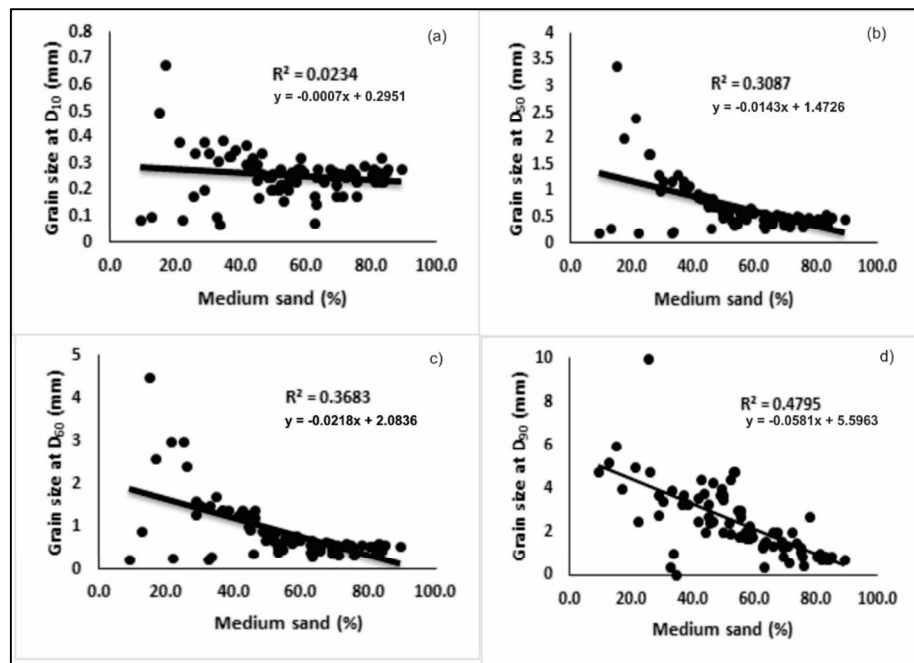 (a)
Grain size at D10 (mm)
0.8
0.7
0.6
0.5
0.4
0.3
0.2
0.1
0
R² = 0.0234
y = -0.0007x + 0.2951
0.0 20.0 40.0 60.0 80.0 100.0
Medium sand (%)
(b)
Grain size at D50 (mm)
4
3.5
3
2.5
2
1.5
1
0.5
0
R² = 0.3087
y = -0.0143x + 1.4726
0.0 20.0 40.0 60.0 80.0 100.0
Medium sand (%)
c)
Grain size at D60 (mm)
5
4
3
2
1
0
R² = 0.3683
y = -0.0218x + 2.0836
0.0 20.0 40.0 60.0 80.0 100.0
Medium sand (%)
d)
Grain size at D90 (mm)
10
8
6
4
2
0
R² = 0.4795
y = -0.0581x + 5.5963
0.0 20.0 40.0 60.0 80.0 100.0
Medium sand (%)